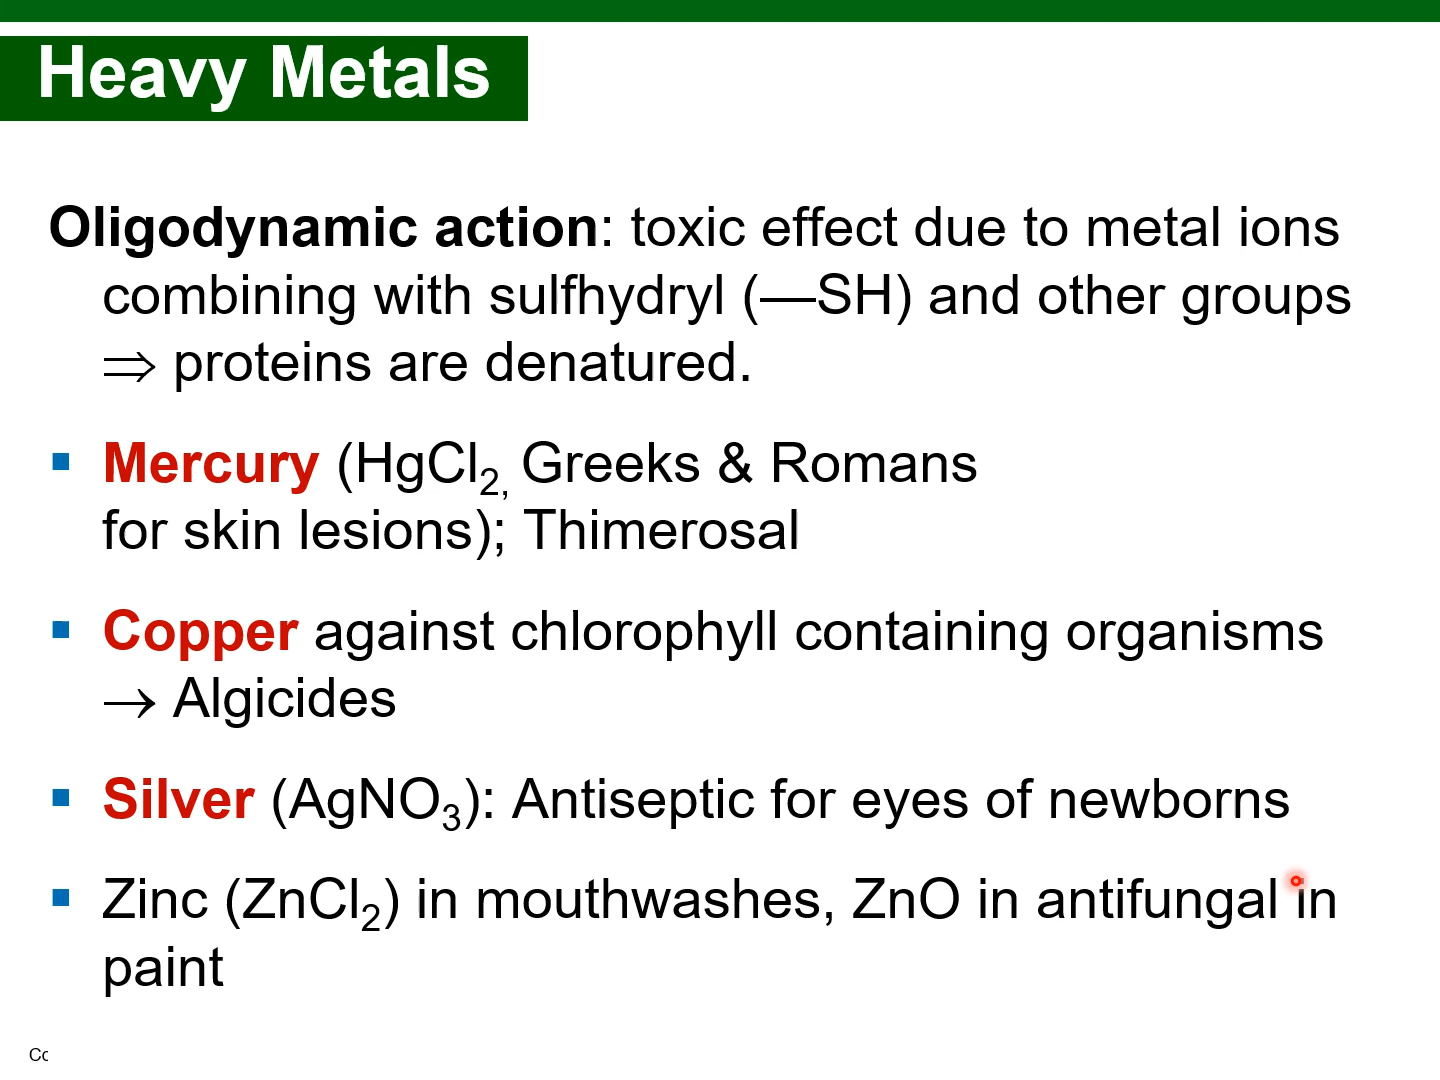 Heavy Metals
Oligodynamic action: toxic effect due to metal ions
combining with sulfhydryl (—SH) and other groups
⇒ proteins are denatured.
▪ Mercury (HgCl₂, Greeks & Romans
for skin lesions); Thimerosal
▪ Copper against chlorophyll containing organisms
→ Algicides
▪ Silver (AgNO₃): Antiseptic for eyes of newborns
▪ Zinc (ZnCl₂) in mouthwashes, ZnO in antifungal in
paint